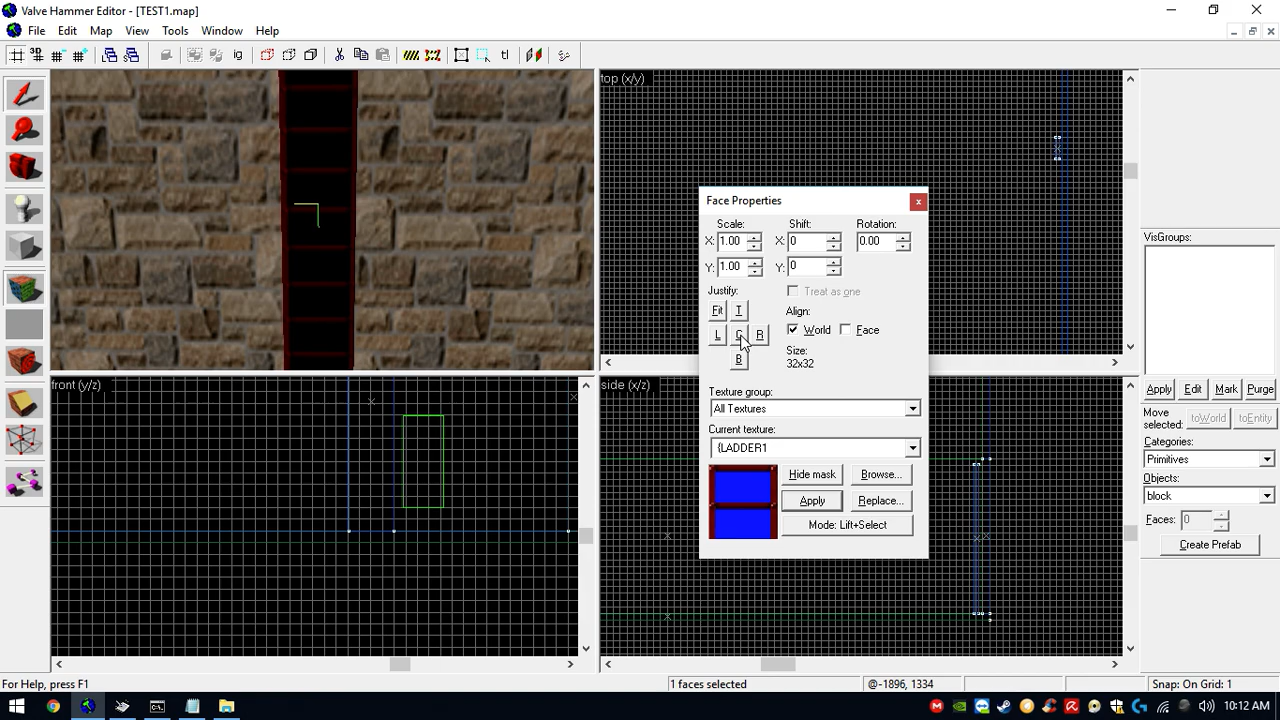 Valve Hammer Editor - [TEST1.map]
File Edit Map View Tools Window Help
top (x/y)
front (y/z)
side (x/z)
Face Properties
Scale: Shift: Rotation:
X: 1.00 X: 0 0.00
Y: 1.00 Y: 0
Justify: Treat as one
Fit T Align:
L C R World Face
B Size:
32x32
Texture group:
All Textures
Current texture:
{LADDER1
Hide mask Browse...
Apply Replace...
Mode: Lift+Select
VisGroups:
Apply Edit Mark Purge
Move
selected: toWorld toEntity
Categories:
Primitives
Objects:
block
Faces: 0
Create Prefab
For Help, press F1 1 faces selected @-1896, 1334 Snap: On Grid: 1
10:12 AM